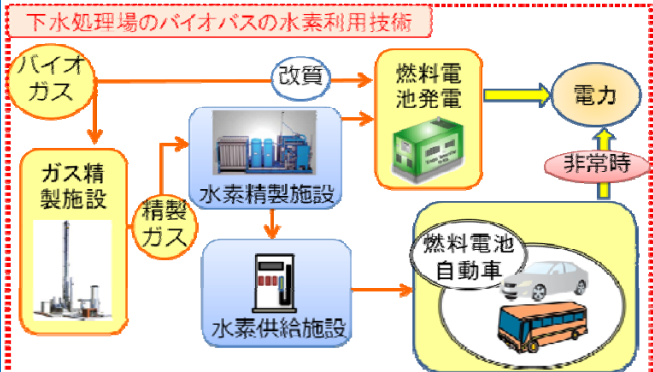 下水処理場のバイオバスの水素利用技術
バイオ
ガス
改質
燃料電
池発電
電力
ガス精
製施設
水素精製施設
非常時
精製
ガス
燃料電池
自動車
水素供給施設